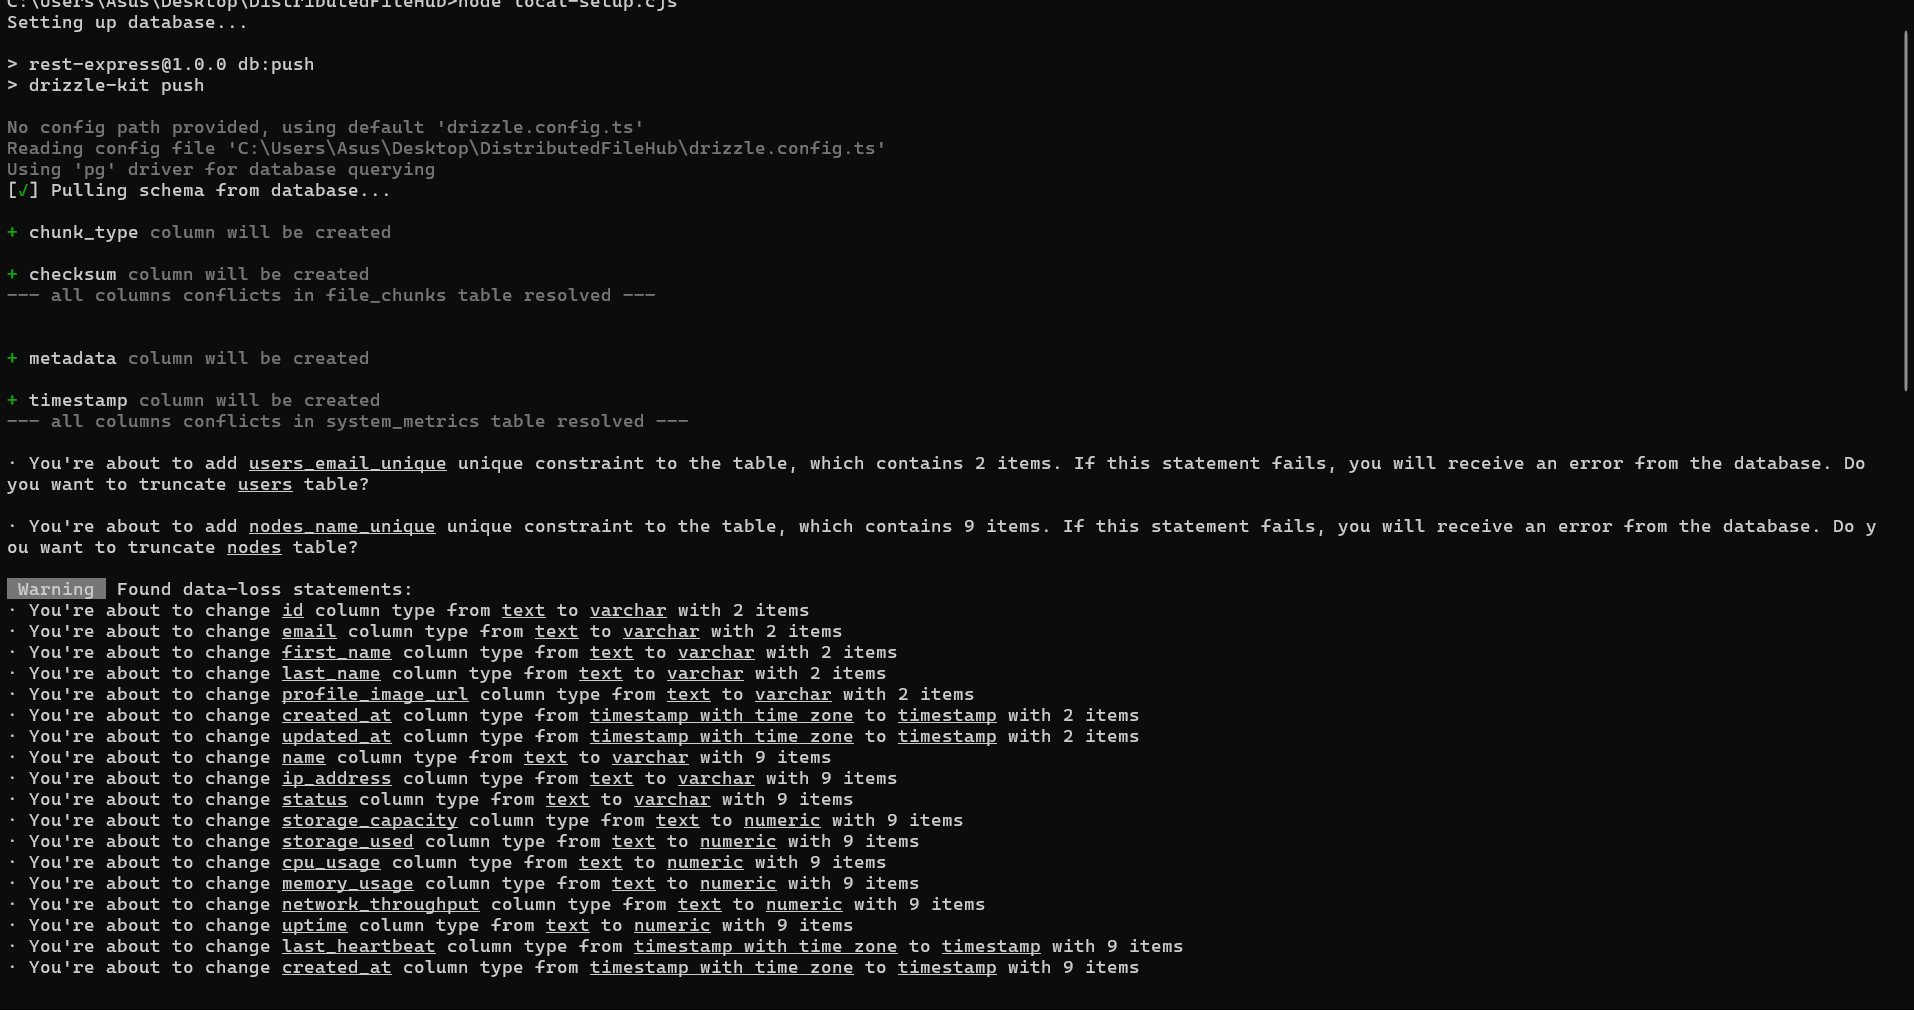 C:\Users\Asus\Desktop\DistributedFileHub>node local-setup.cjs
Setting up database...
> rest-express@1.0.0 db:push
> drizzle-kit push
No config path provided, using default 'drizzle.config.ts'
Reading config file 'C:\Users\Asus\Desktop\DistributedFileHub\drizzle.config.ts'
Using 'pg' driver for database querying
[✓] Pulling schema from database...
+ chunk_type column will be created
+ checksum column will be created
--- all columns conflicts in file_chunks table resolved ---
+ metadata column will be created
+ timestamp column will be created
--- all columns conflicts in system_metrics table resolved ---
· You're about to add users_email_unique unique constraint to the table, which contains 2 items. If this statement fails, you will receive an error from the database. Do
you want to truncate users table?
· You're about to add nodes_name_unique unique constraint to the table, which contains 9 items. If this statement fails, you will receive an error from the database. Do y
ou want to truncate nodes table?
Warning Found data-loss statements:
· You're about to change id column type from text to varchar with 2 items
· You're about to change email column type from text to varchar with 2 items
· You're about to change first_name column type from text to varchar with 2 items
· You're about to change last_name column type from text to varchar with 2 items
· You're about to change profile_image_url column type from text to varchar with 2 items
· You're about to change created_at column type from timestamp with time zone to timestamp with 2 items
· You're about to change updated_at column type from timestamp with time zone to timestamp with 2 items
· You're about to change name column type from text to varchar with 9 items
· You're about to change ip_address column type from text to varchar with 9 items
· You're about to change status column type from text to varchar with 9 items
· You're about to change storage_capacity column type from text to numeric with 9 items
· You're about to change storage_used column type from text to numeric with 9 items
· You're about to change cpu_usage column type from text to numeric with 9 items
· You're about to change memory_usage column type from text to numeric with 9 items
· You're about to change network_throughput column type from text to numeric with 9 items
· You're about to change uptime column type from text to numeric with 9 items
· You're about to change last_heartbeat column type from timestamp with time zone to timestamp with 9 items
· You're about to change created_at column type from timestamp with time zone to timestamp with 9 items